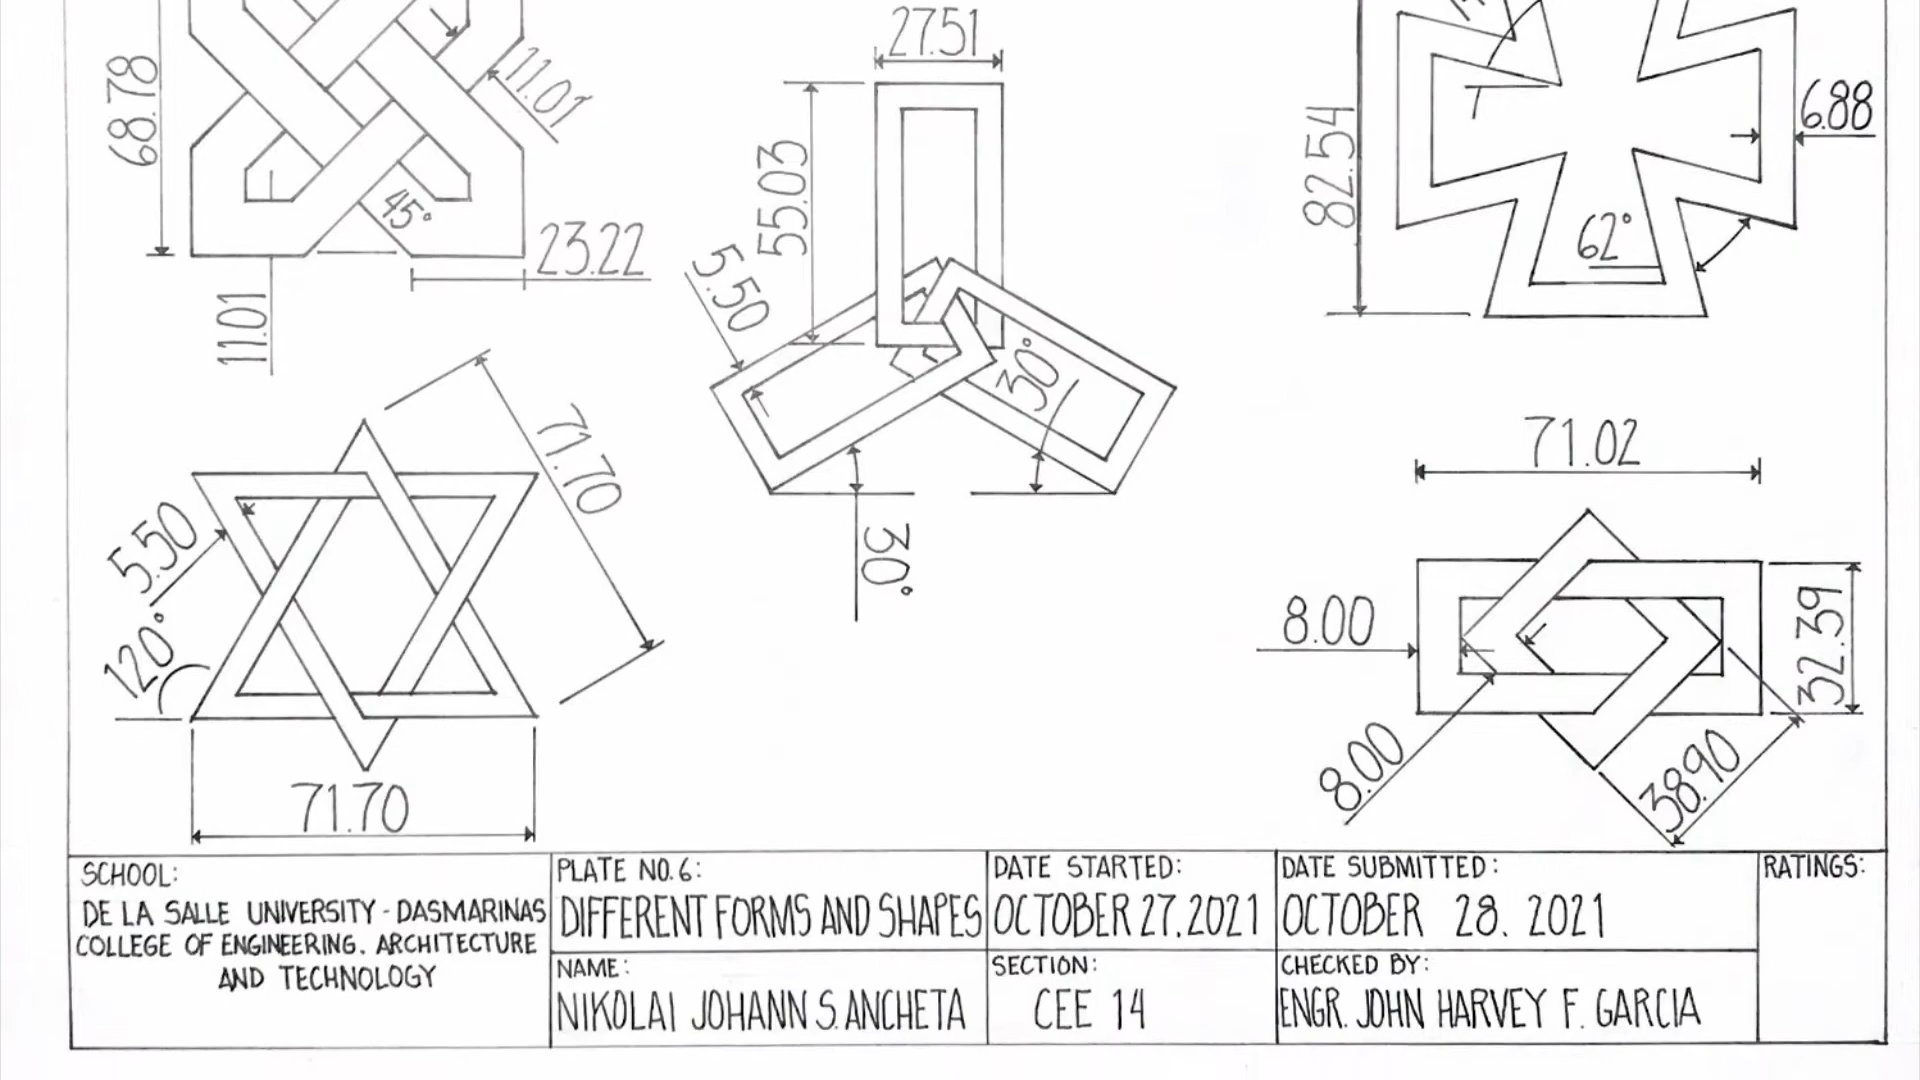 27.51
68.78
11.01
6.88
82.54
55.03
45°
23.22
62°
5.50
11.01
30°
71.70
71.02
5.50
30°
8.00
32.39
120°
8.00
38.90
71.70
SCHOOL:
DE LA SALLE UNIVERSITY - DASMARINAS
COLLEGE OF ENGINEERING. ARCHITECTURE
AND TECHNOLOGY
PLATE NO. 6:
DIFFERENT FORMS AND SHAPES
NAME:
NIKOLAI JOHANN S. ANCHETA
DATE STARTED:
OCTOBER 27. 2021
SECTION:
CEE 14
DATE SUBMITTED:
OCTOBER 28. 2021
CHECKED BY:
ENGR. JOHN HARVEY F. GARCIA
RATINGS: